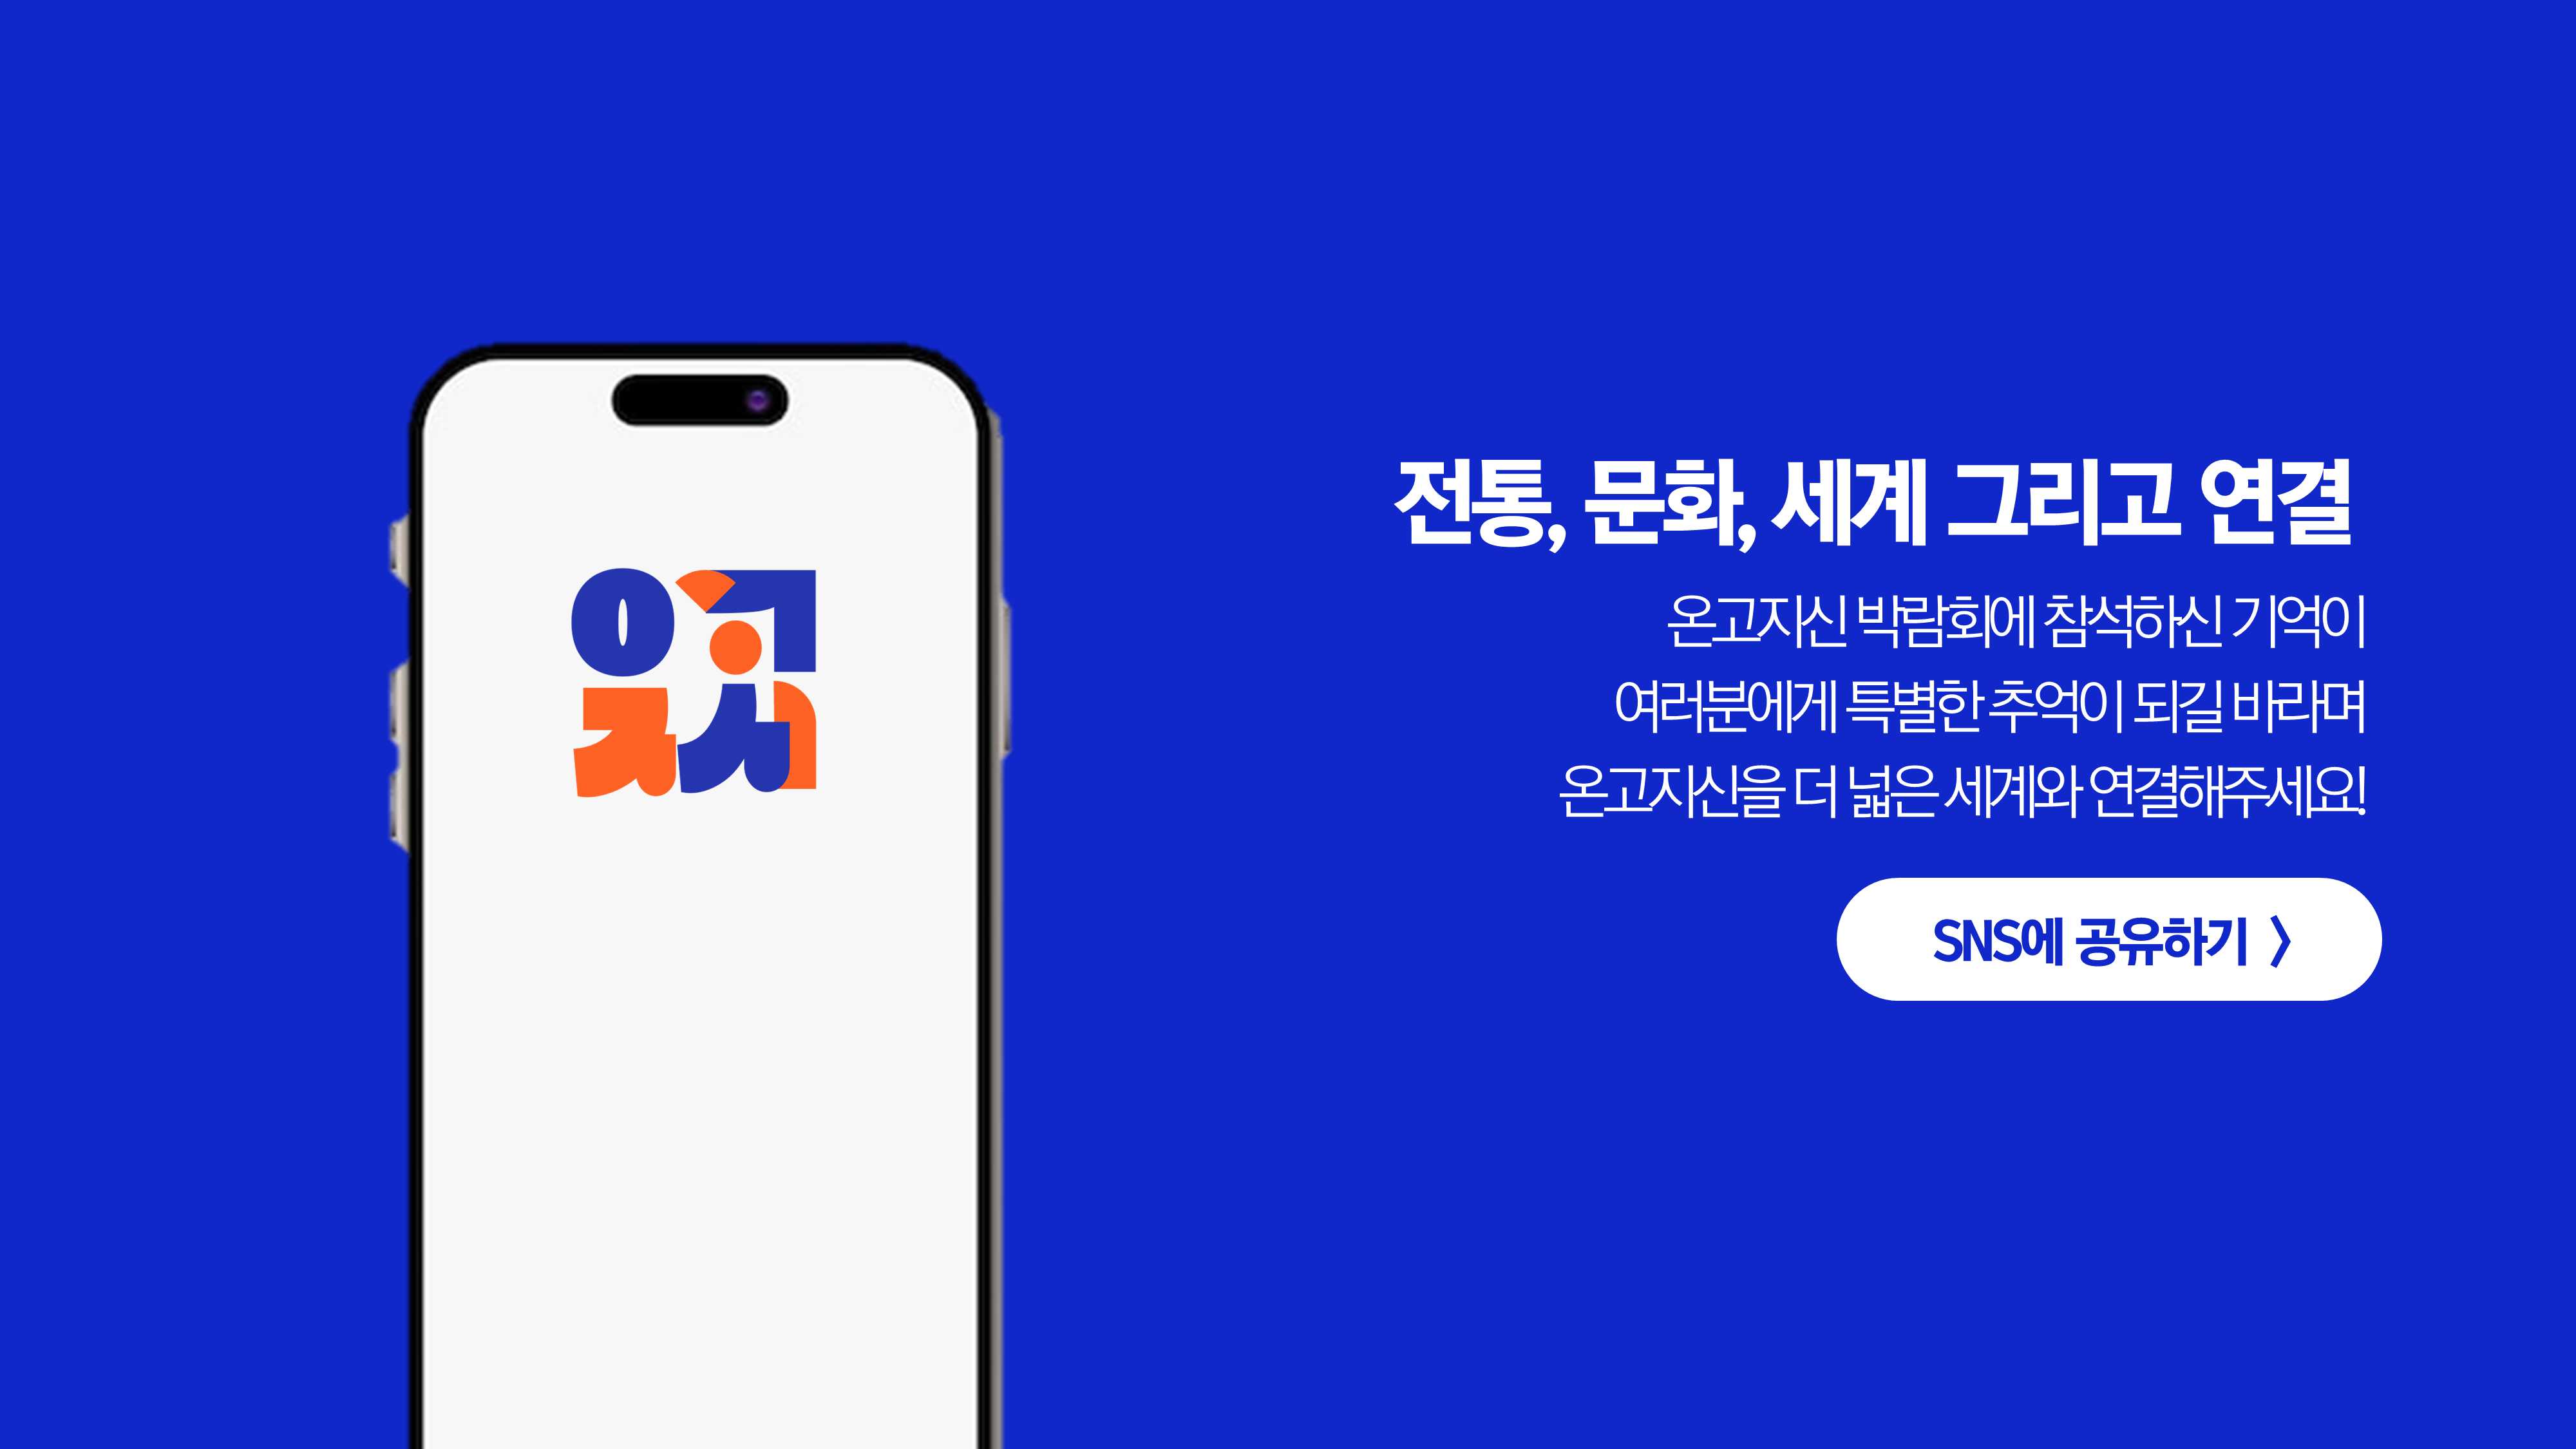 전통, 문화, 세계 그리고 연결
온고지신 박람회에 참석하신 기억이
여러분에게 특별한 추억이 되길 바라며
온고지신을 더 넓은 세계와 연결해주세요!
SNS에 공유하기 〉